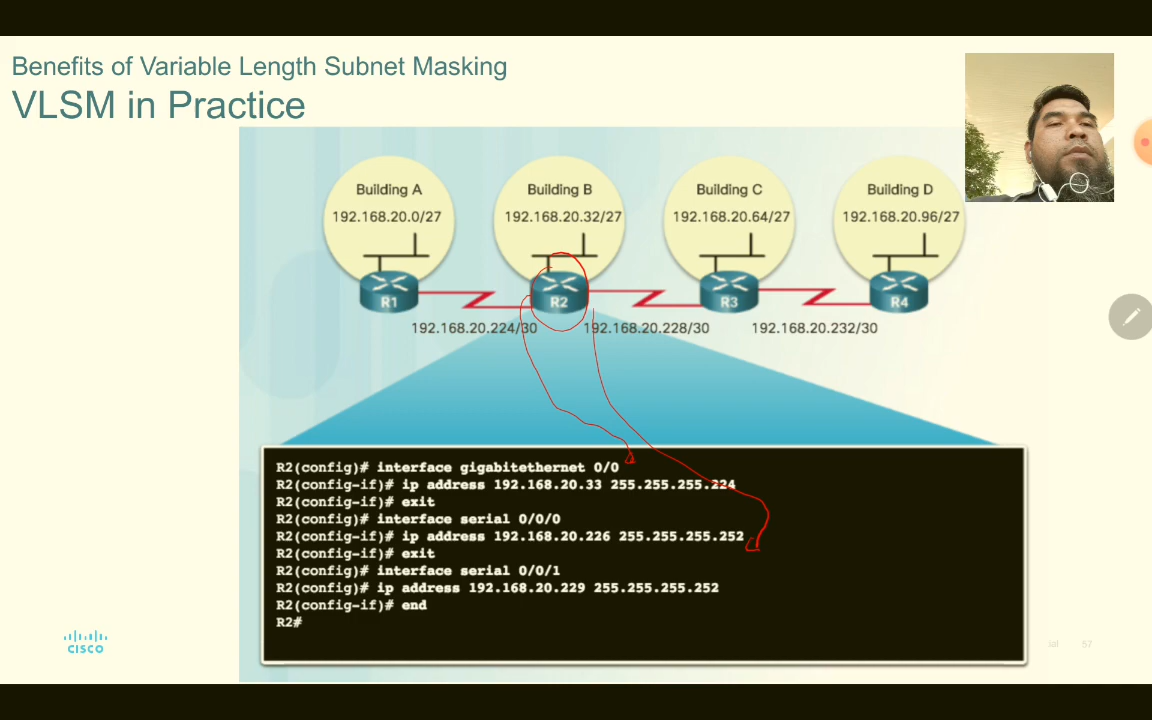 Benefits of Variable Length Subnet Masking
VLSM in Practice
Building A
192.168.20.0/27
Building B
192.168.20.32/27
Building C
192.168.20.64/27
Building D
192.168.20.96/27
R1
R2
R3
R4
192.168.20.224/30
192.168.20.228/30
192.168.20.232/30
R2(config)# interface gigabitethernet 0/0
R2(config-if)# ip address 192.168.20.33 255.255.255.224
R2(config-if)# exit
R2(config)# interface serial 0/0/0
R2(config-if)# ip address 192.168.20.226 255.255.255.252
R2(config-if)# exit
R2(config)# interface serial 0/0/1
R2(config-if)# ip address 192.168.20.229 255.255.255.252
R2(config-if)# end
R2#
cisco
ial 57